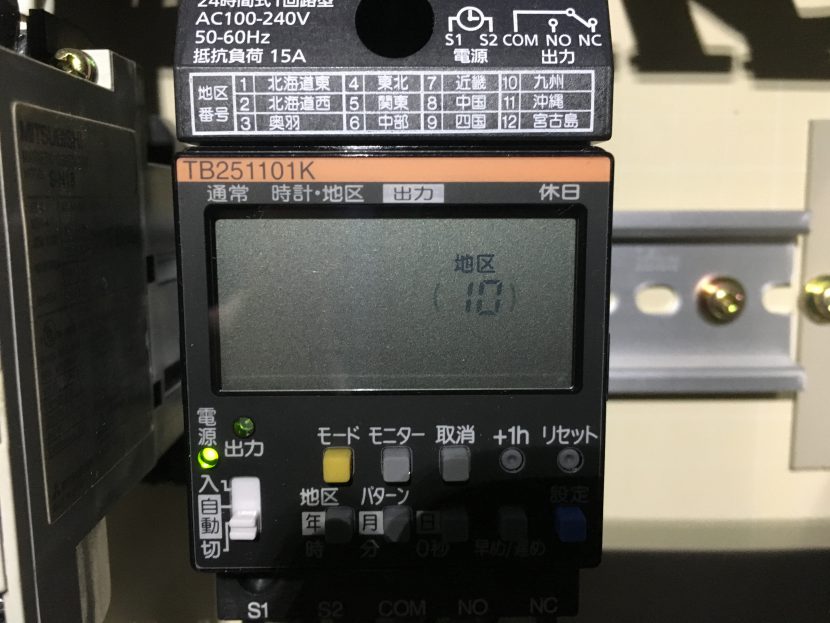 24時間式1回路型
AC100-240V
50-60Hz
抵抗負荷 15A
S1 S2 COM NO NC
電源 出力
地区番号
1 北海道東 4 東北 7 近畿 10 九州
2 北海道西 5 関東 8 中国 11 沖縄
3 奥羽 6 中部 9 四国 12 宮古島
MITSUBISHI
TB251101K
通常 時計・地区 出力 休日
地区
(10)
電源 出力
モード モニター 取消 +1h リセット
入
自動
切
地区 パターン 設定
年 月 日
時 分 0秒 早め/遅め
S1 S2 COM NO NC